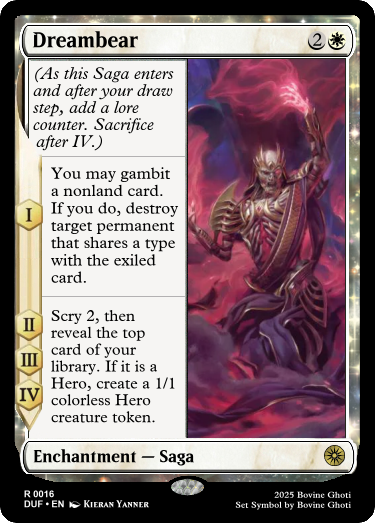 Dreambear 2
(As this Saga enters
and after your draw
step, add a lore
counter. Sacrifice
after IV.)
I
You may gambit
a nonland card.
If you do, destroy
target permanent
that shares a type
with the exiled
card.
II
III
IV
Scry 2, then
reveal the top
card of your
library. If it is a
Hero, create a 1/1
colorless Hero
creature token.
Enchantment — Saga
R 0016
DUF • EN Kieran Yanner
2025 Bovine Ghoti
Set Symbol by Bovine Ghoti